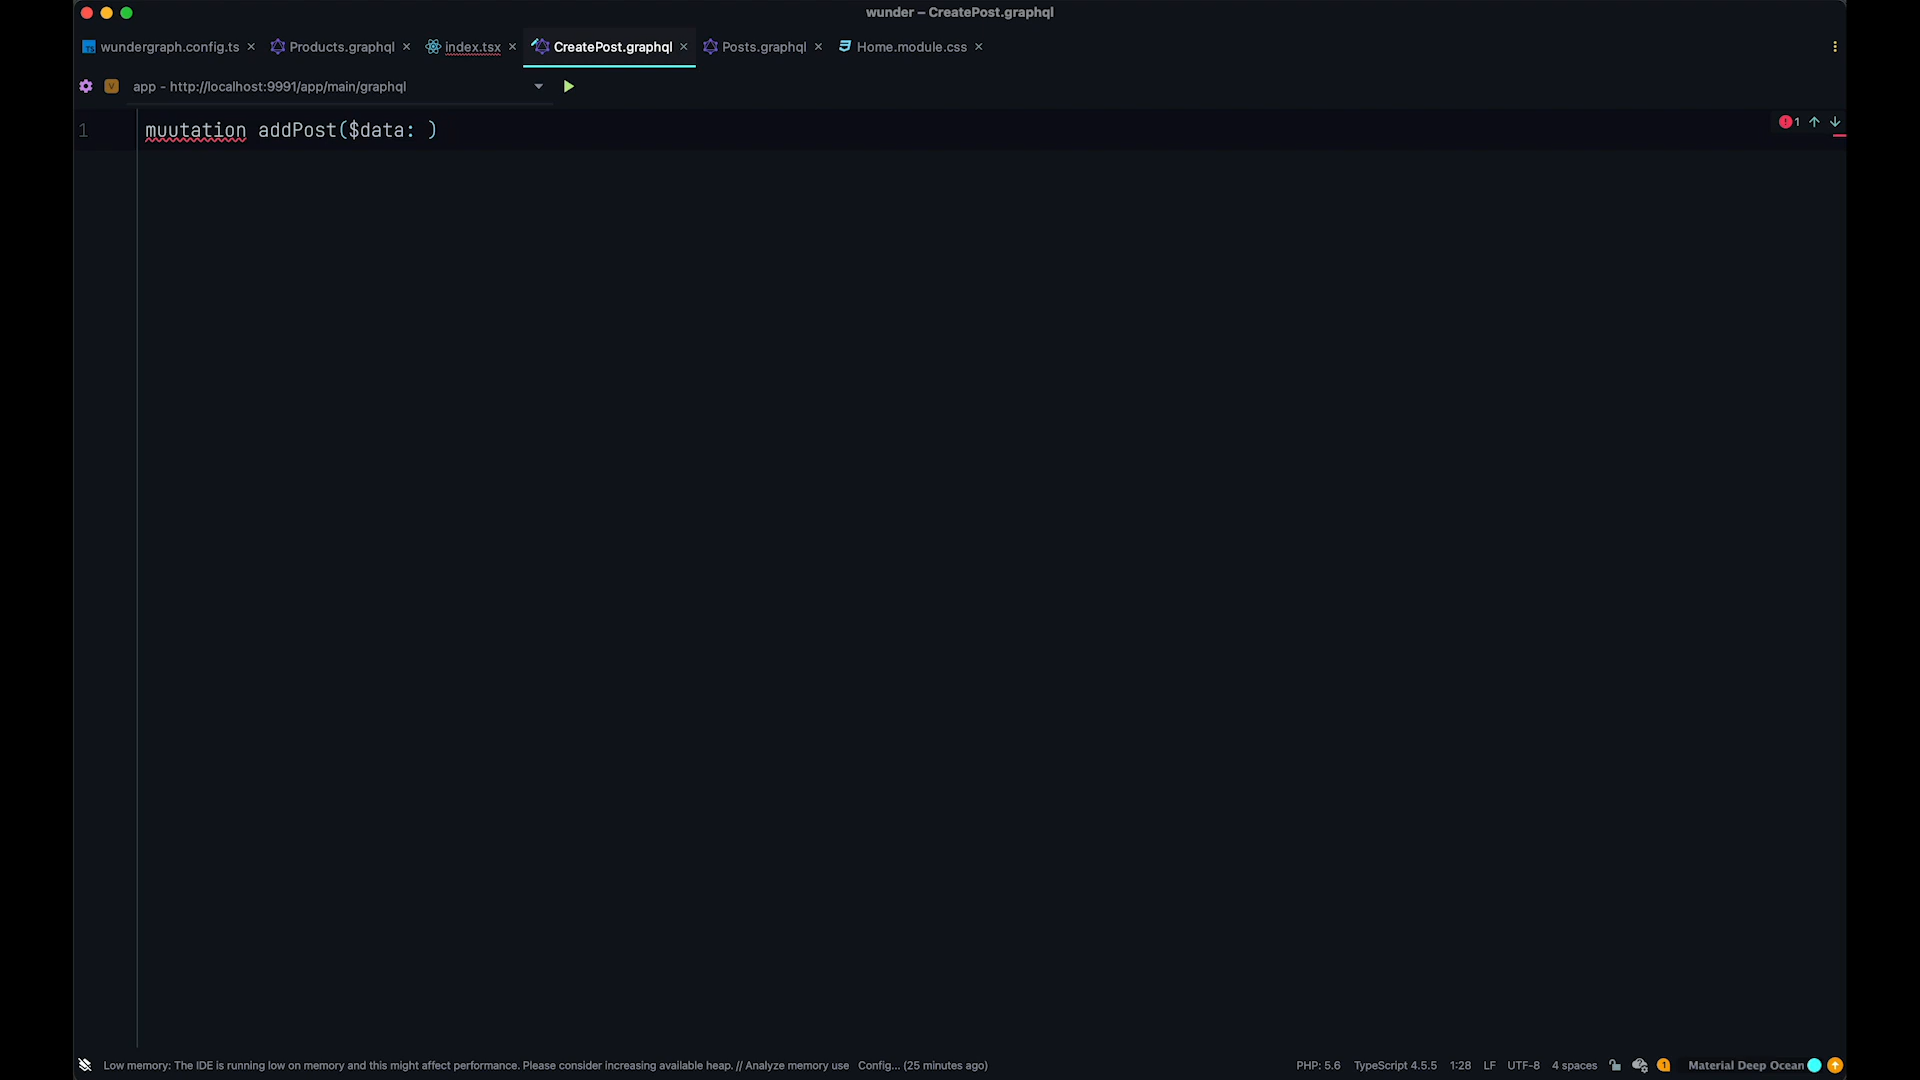 wunder – CreatePost.graphql
wundergraph.config.ts Products.graphql index.tsx CreatePost.graphql Posts.graphql Home.module.css
app - http://localhost:9991/app/main/graphql
1 muutation addPost($data: )
1
Low memory: The IDE is running low on memory and this might affect performance. Please consider increasing available heap. // Analyze memory use Config... (25 minutes ago) PHP: 5.6 TypeScript 4.5.5 1:28 LF UTF-8 4 spaces 1 Material Deep Ocean